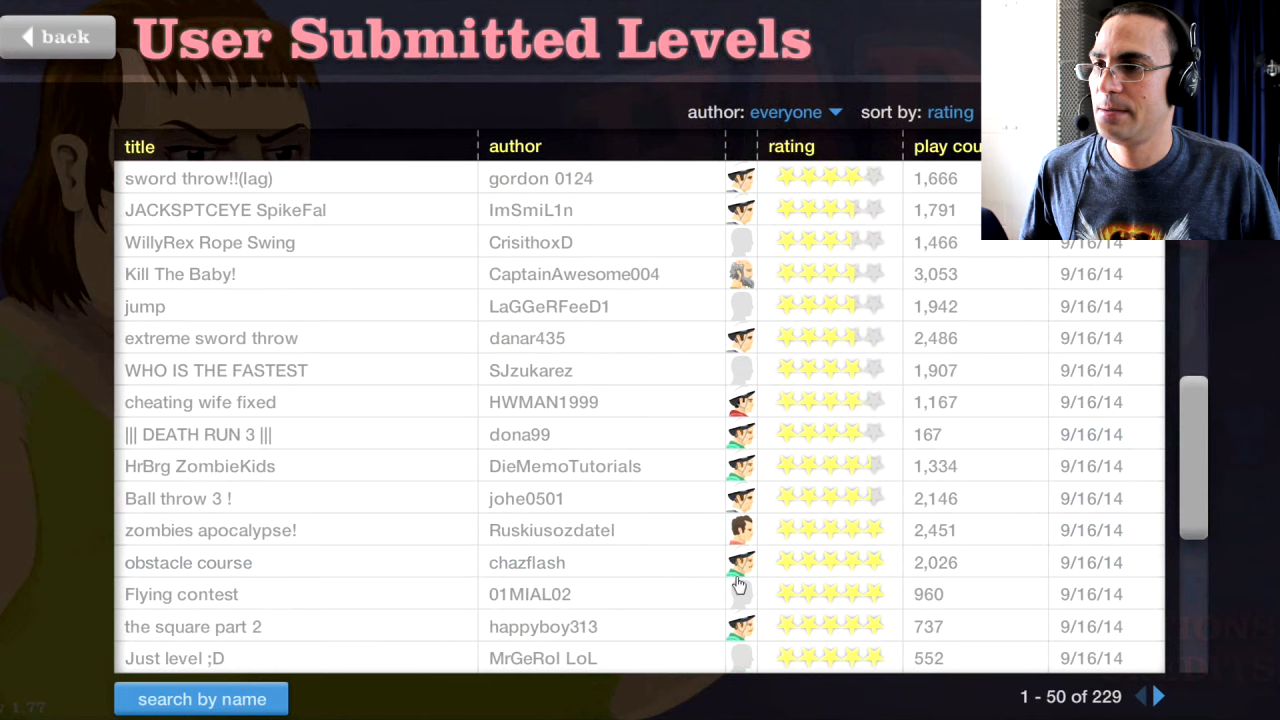 back
User Submitted Levels
author: everyone sort by: rating
title author rating play cou
sword throw!!(lag) gordon 0124 1,666
JACKSPTCEYE SpikeFal ImSmiL1n 1,791
WillyRex Rope Swing CrisithoxD 1,466 9/16/14
Kill The Baby! CaptainAwesome004 3,053 9/16/14
jump LaGGeRFeeD1 1,942 9/16/14
extreme sword throw danar435 2,486 9/16/14
WHO IS THE FASTEST SJzukarez 1,907 9/16/14
cheating wife fixed HWMAN1999 1,167 9/16/14
||| DEATH RUN 3 ||| dona99 167 9/16/14
HrBrg ZombieKids DieMemoTutorials 1,334 9/16/14
Ball throw 3 ! johe0501 2,146 9/16/14
zombies apocalypse! Ruskiusozdatel 2,451 9/16/14
obstacle course chazflash 2,026 9/16/14
Flying contest 01MIAL02 960 9/16/14
the square part 2 happyboy313 737 9/16/14
Just level ;D MrGeRol LoL 552 9/16/14
search by name 1 - 50 of 229
1.77